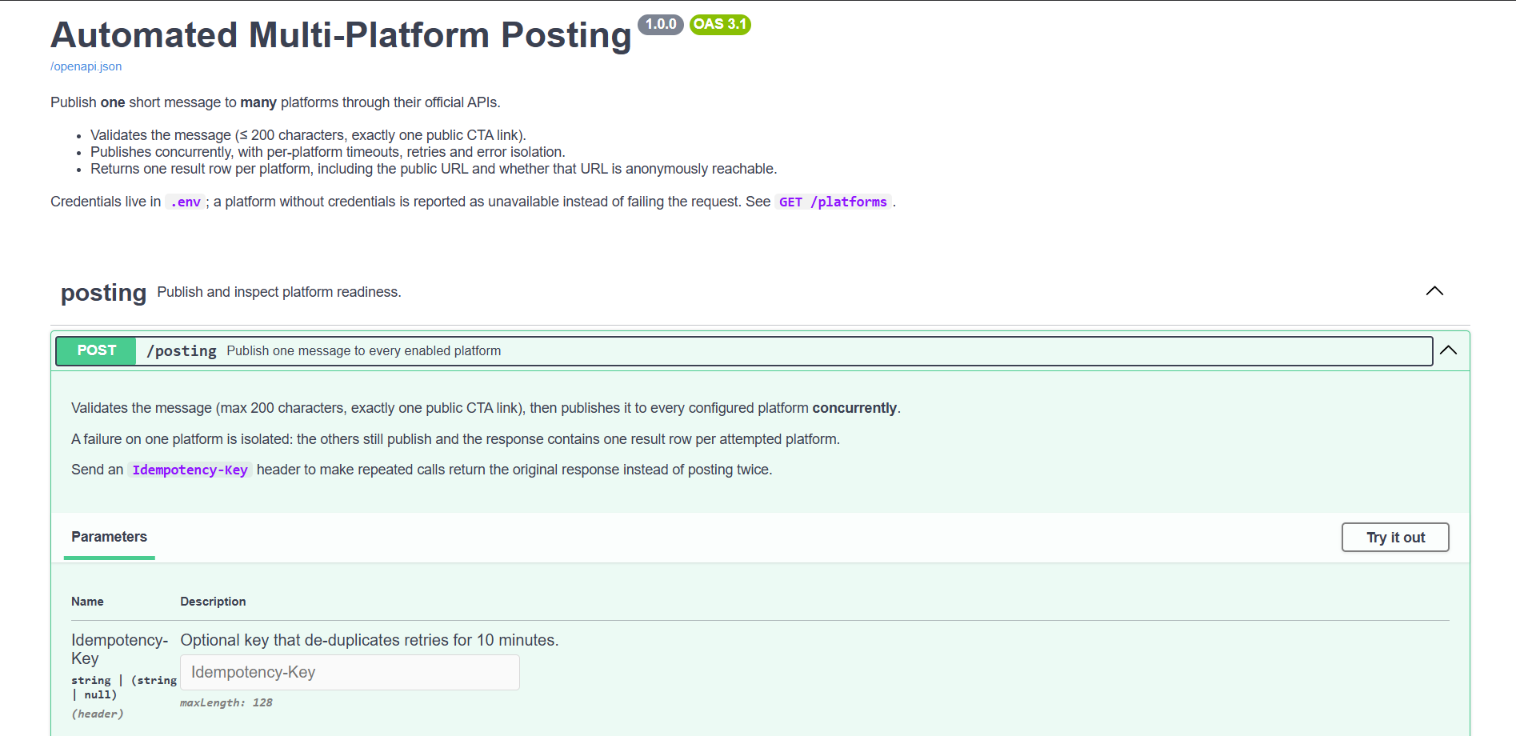 Automated Multi-Platform Posting 1.0.0 OAS 3.1
/openapi.json
Publish one short message to many platforms through their official APIs.
Validates the message (≤ 200 characters, exactly one public CTA link).
Publishes concurrently, with per-platform timeouts, retries and error isolation.
Returns one result row per platform, including the public URL and whether that URL is anonymously reachable.
Credentials live in .env ; a platform without credentials is reported as unavailable instead of failing the request. See GET /platforms .
posting Publish and inspect platform readiness.
POST /posting Publish one message to every enabled platform
Validates the message (max 200 characters, exactly one public CTA link), then publishes it to every configured platform concurrently.
A failure on one platform is isolated: the others still publish and the response contains one result row per attempted platform.
Send an Idempotency-Key header to make repeated calls return the original response instead of posting twice.
Parameters Try it out
Name Description
Idempotency- Optional key that de-duplicates retries for 10 minutes.
Key
Idempotency-Key
string | (string
| null)
maxLength: 128
(header)